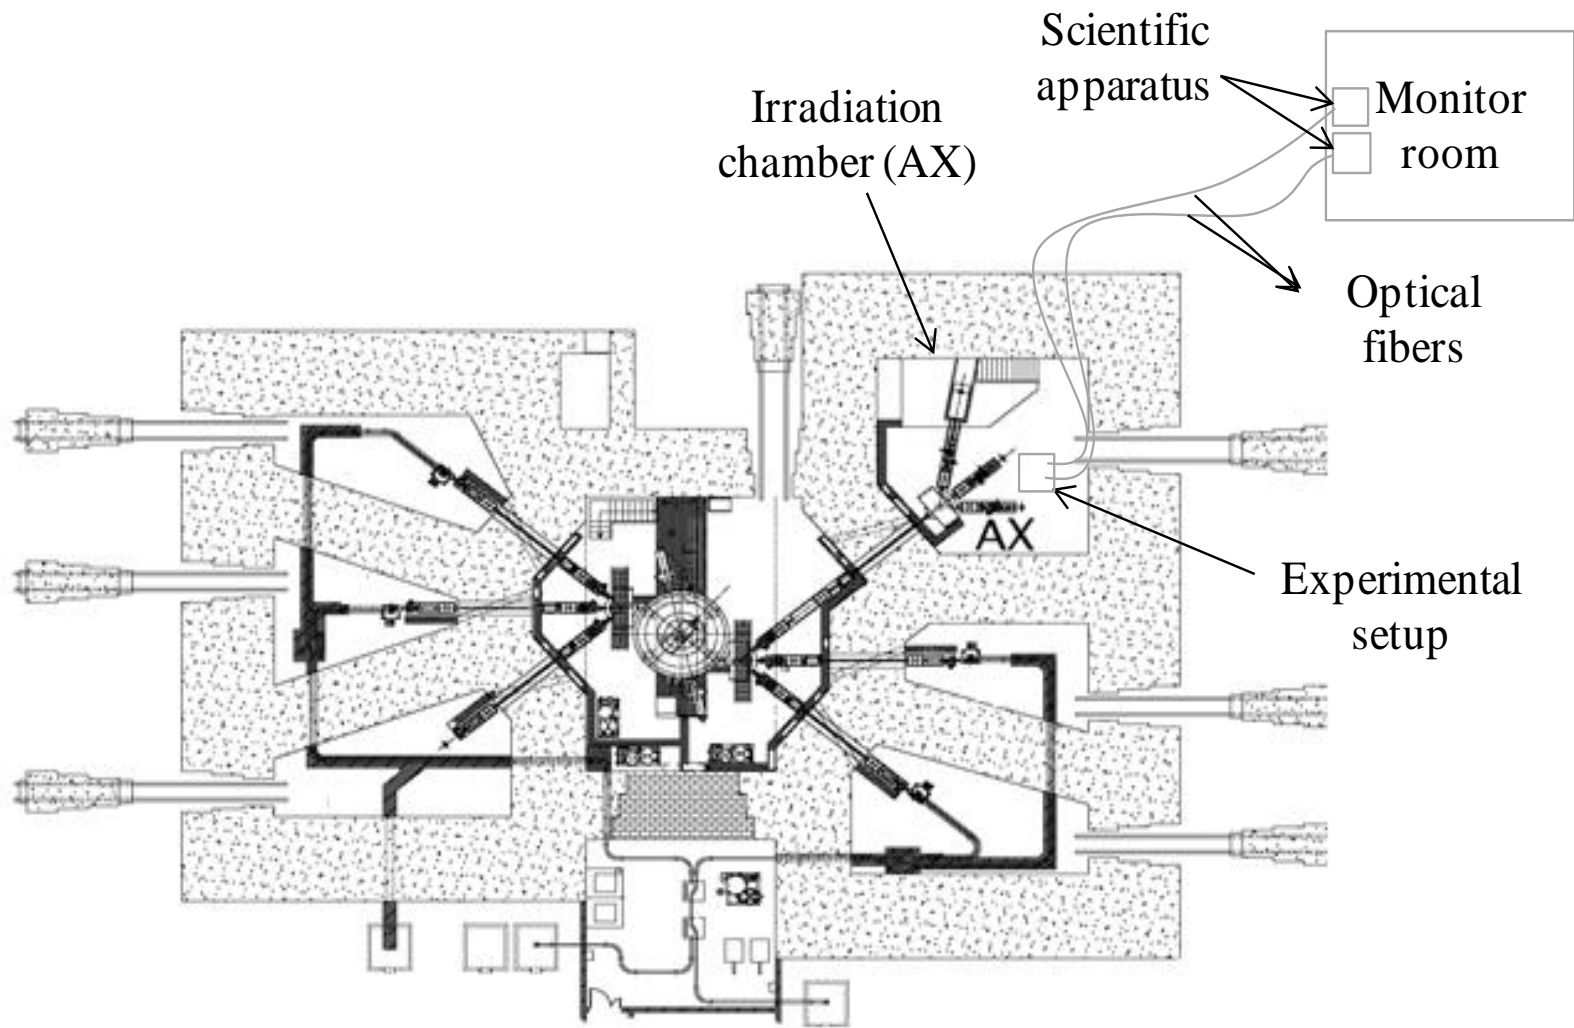 Scientific
apparatus
Monitor
room
Irradiation
chamber (AX)
Optical
fibers
AX
Experimental
setup